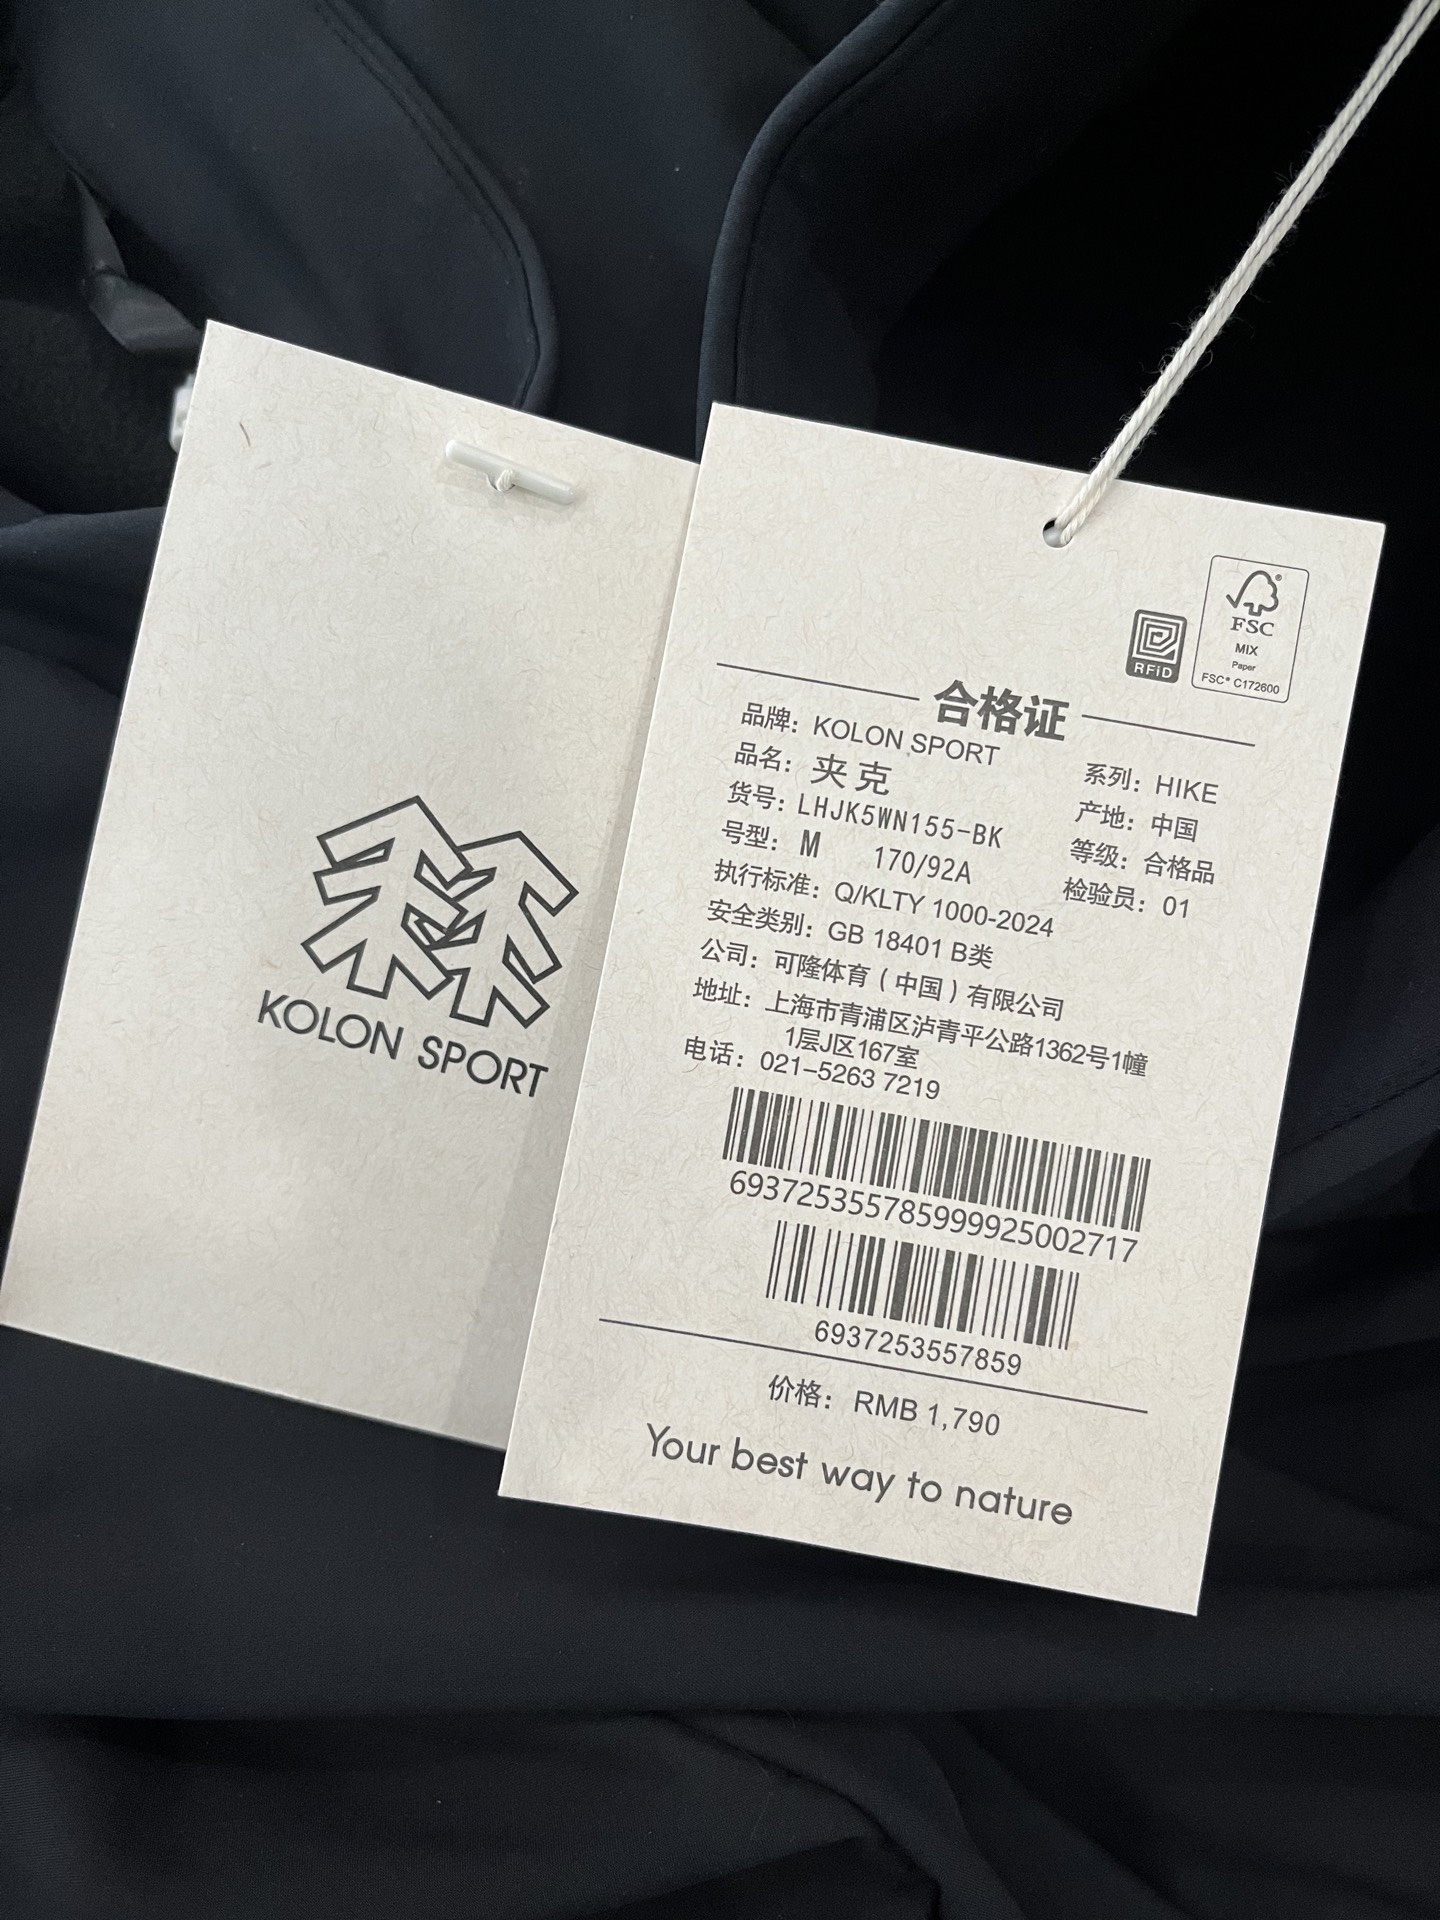 KOLON SPORT
RFiD
FSC
MIX
Paper
FSC® C172600
合格证
品牌: KOLON SPORT
品名: 夹克
系列: HIKE
货号: LHJK5WN155-BK
产地: 中国
号型: M 170/92A
等级: 合格品
执行标准: Q/KLTY 1000-2024
检验员: 01
安全类别: GB 18401 B类
公司: 可隆体育(中国)有限公司
地址: 上海市青浦区沪青平公路1362号1幢
1层J区167室
电话: 021-5263 7219
693725355785999925002717
6937253557859
价格: RMB 1,790
Your best way to nature